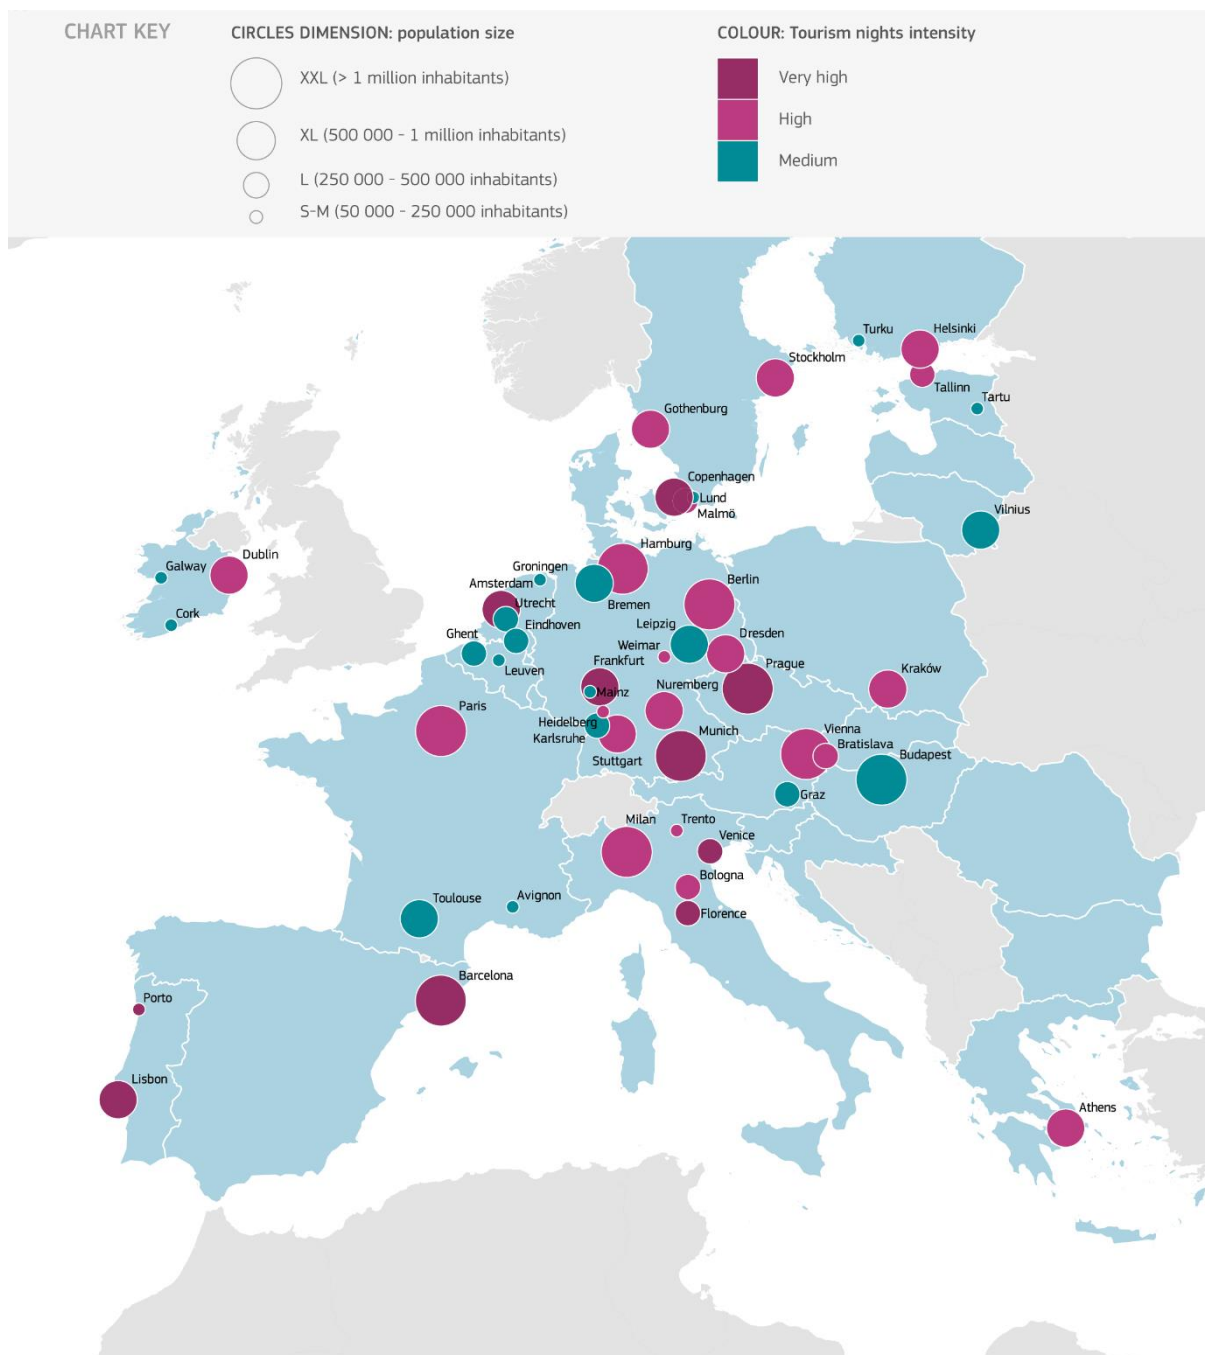 CHART KEY
CIRCLES DIMENSION: population size
XXL (> 1 million inhabitants)
XL (500 000 - 1 million inhabitants)
L (250 000 - 500 000 inhabitants)
S-M (50 000 - 250 000 inhabitants)
COLOUR: Tourism nights intensity
Very high
High
Medium
Turku
Helsinki
Stockholm
Tallinn
Tartu
Gothenburg
Copenhagen
Lund
Malmö
Vilnius
Hamburg
Dublin
Galway
Groningen
Amsterdam
Berlin
Utrecht
Bremen
Cork
Eindhoven
Leipzig
Ghent
Dresden
Weimar
Leuven
Frankfurt
Prague
Kraków
Mainz
Nuremberg
Paris
Heidelberg
Karlsruhe
Munich
Vienna
Bratislava
Budapest
Stuttgart
Graz
Milan
Trento
Venice
Bologna
Toulouse
Avignon
Florence
Barcelona
Porto
Lisbon
Athens